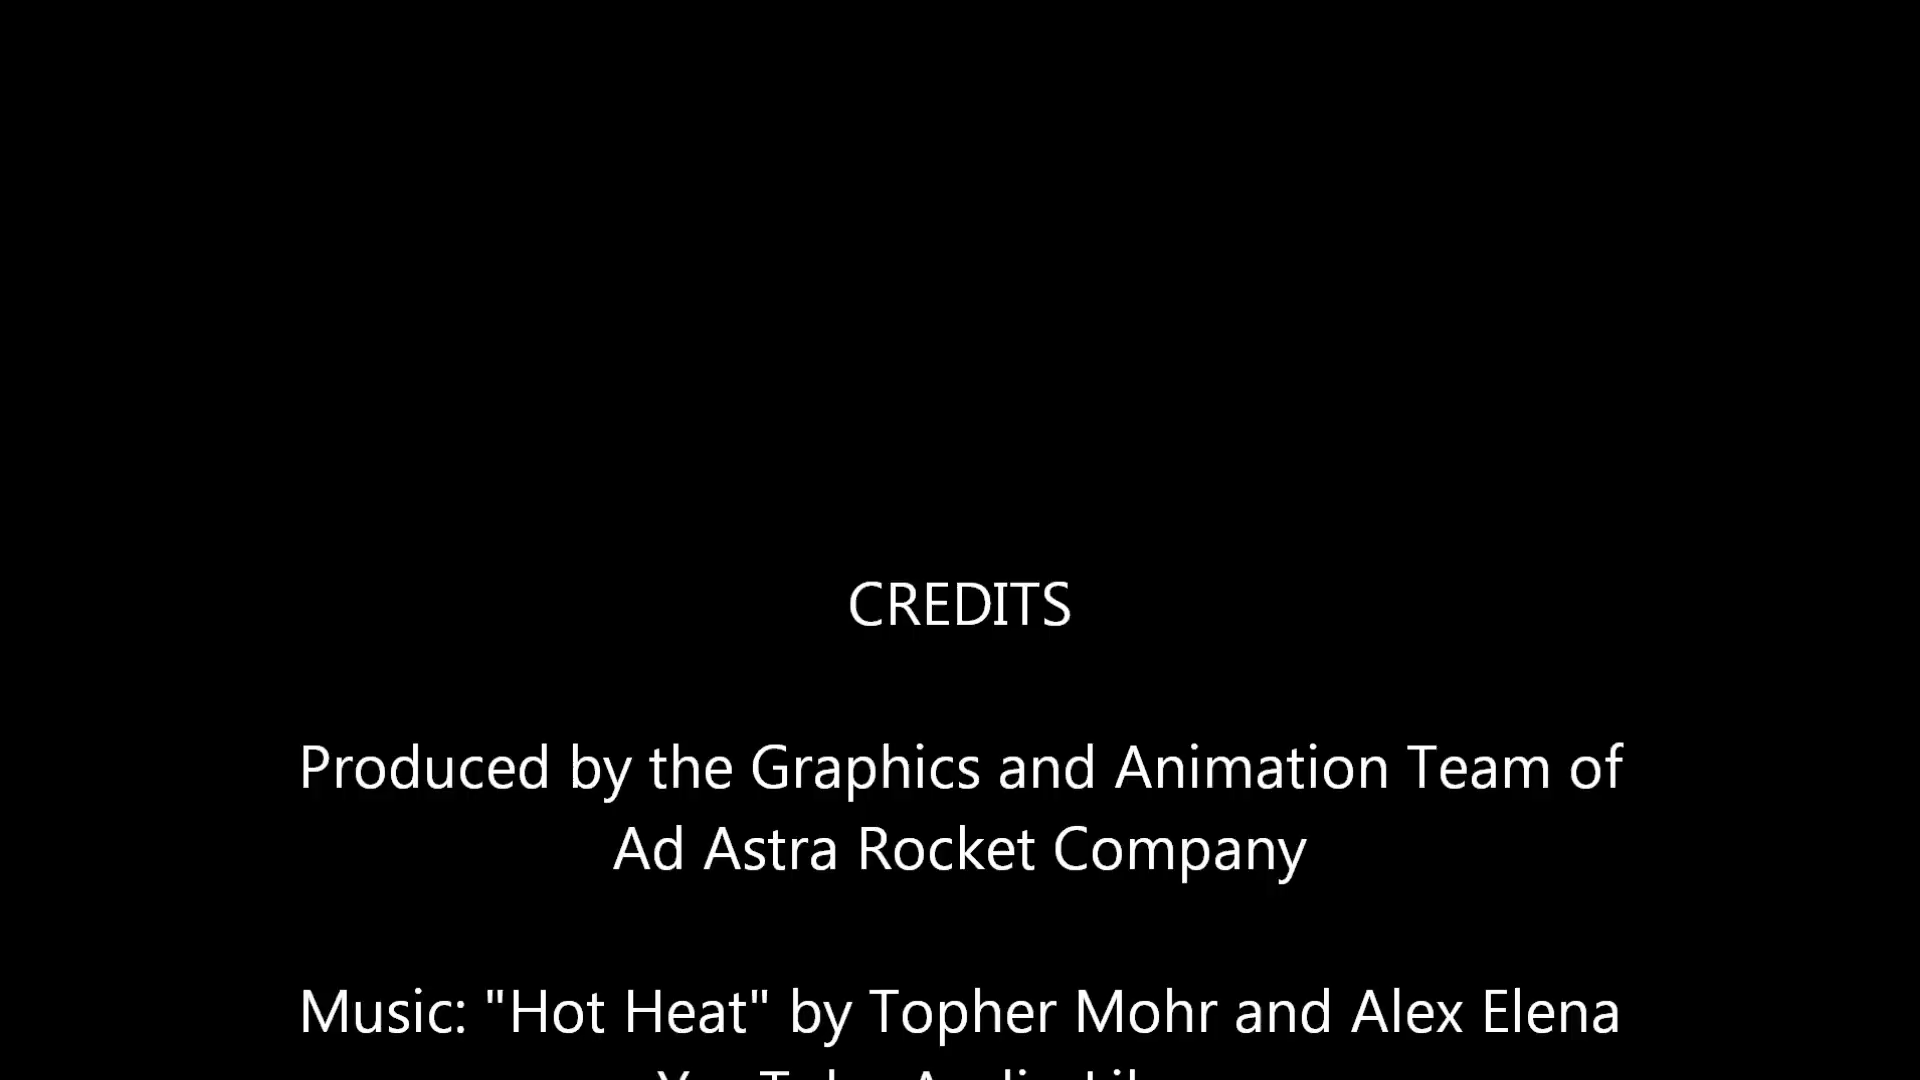 CREDITS
Produced by the Graphics and Animation Team of
Ad Astra Rocket Company
Music: "Hot Heat" by Topher Mohr and Alex Elena